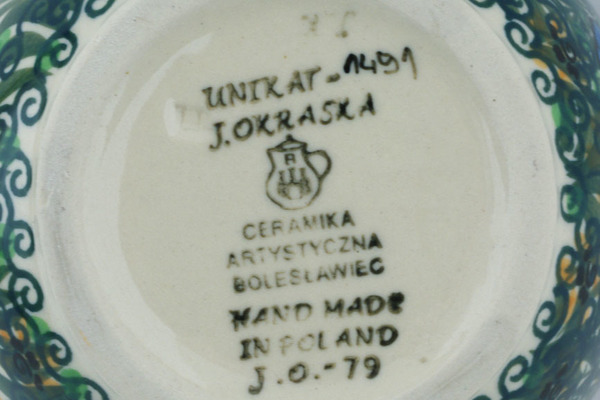 UNIKAT - 1491
J. OKRASKA
A
CERAMIKA
ARTYSTYCZNA
BOLESŁAWIEC
HAND MADE
IN POLAND
J.O.-79